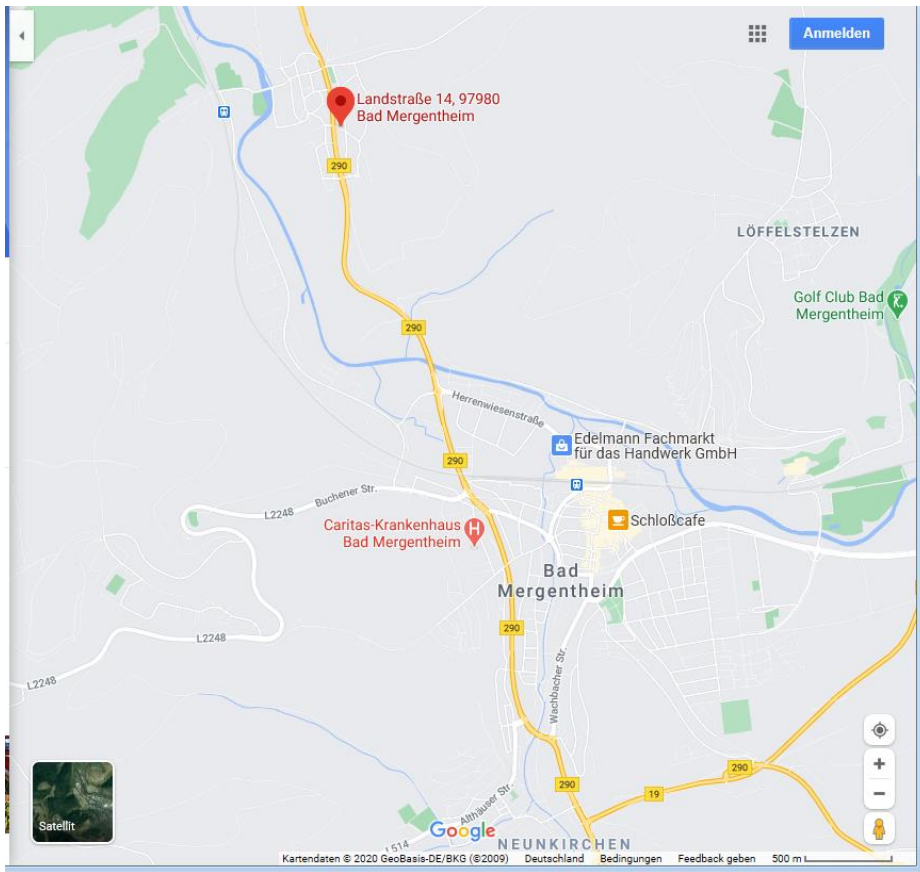 Anmelden
Landstraße 14, 97980
Bad Mergentheim
290
LÖFFELSTELZEN
Golf Club Bad
Mergentheim
290
Herrenwiesenstraße
Edelmann Fachmarkt
für das Handwerk GmbH
290
Buchener Str.
L2248
Schloßcafe
Caritas-Krankenhaus
Bad Mergentheim
H
Bad
Mergentheim
290
L2248
Wachbacher Str.
L2248
290
290
19
Althäuser Str.
Satellit
Google
L514
NEUNKIRCHEN
Kartendaten © 2020 GeoBasis-DE/BKG (©2009) Deutschland Bedingungen Feedback geben 500 m